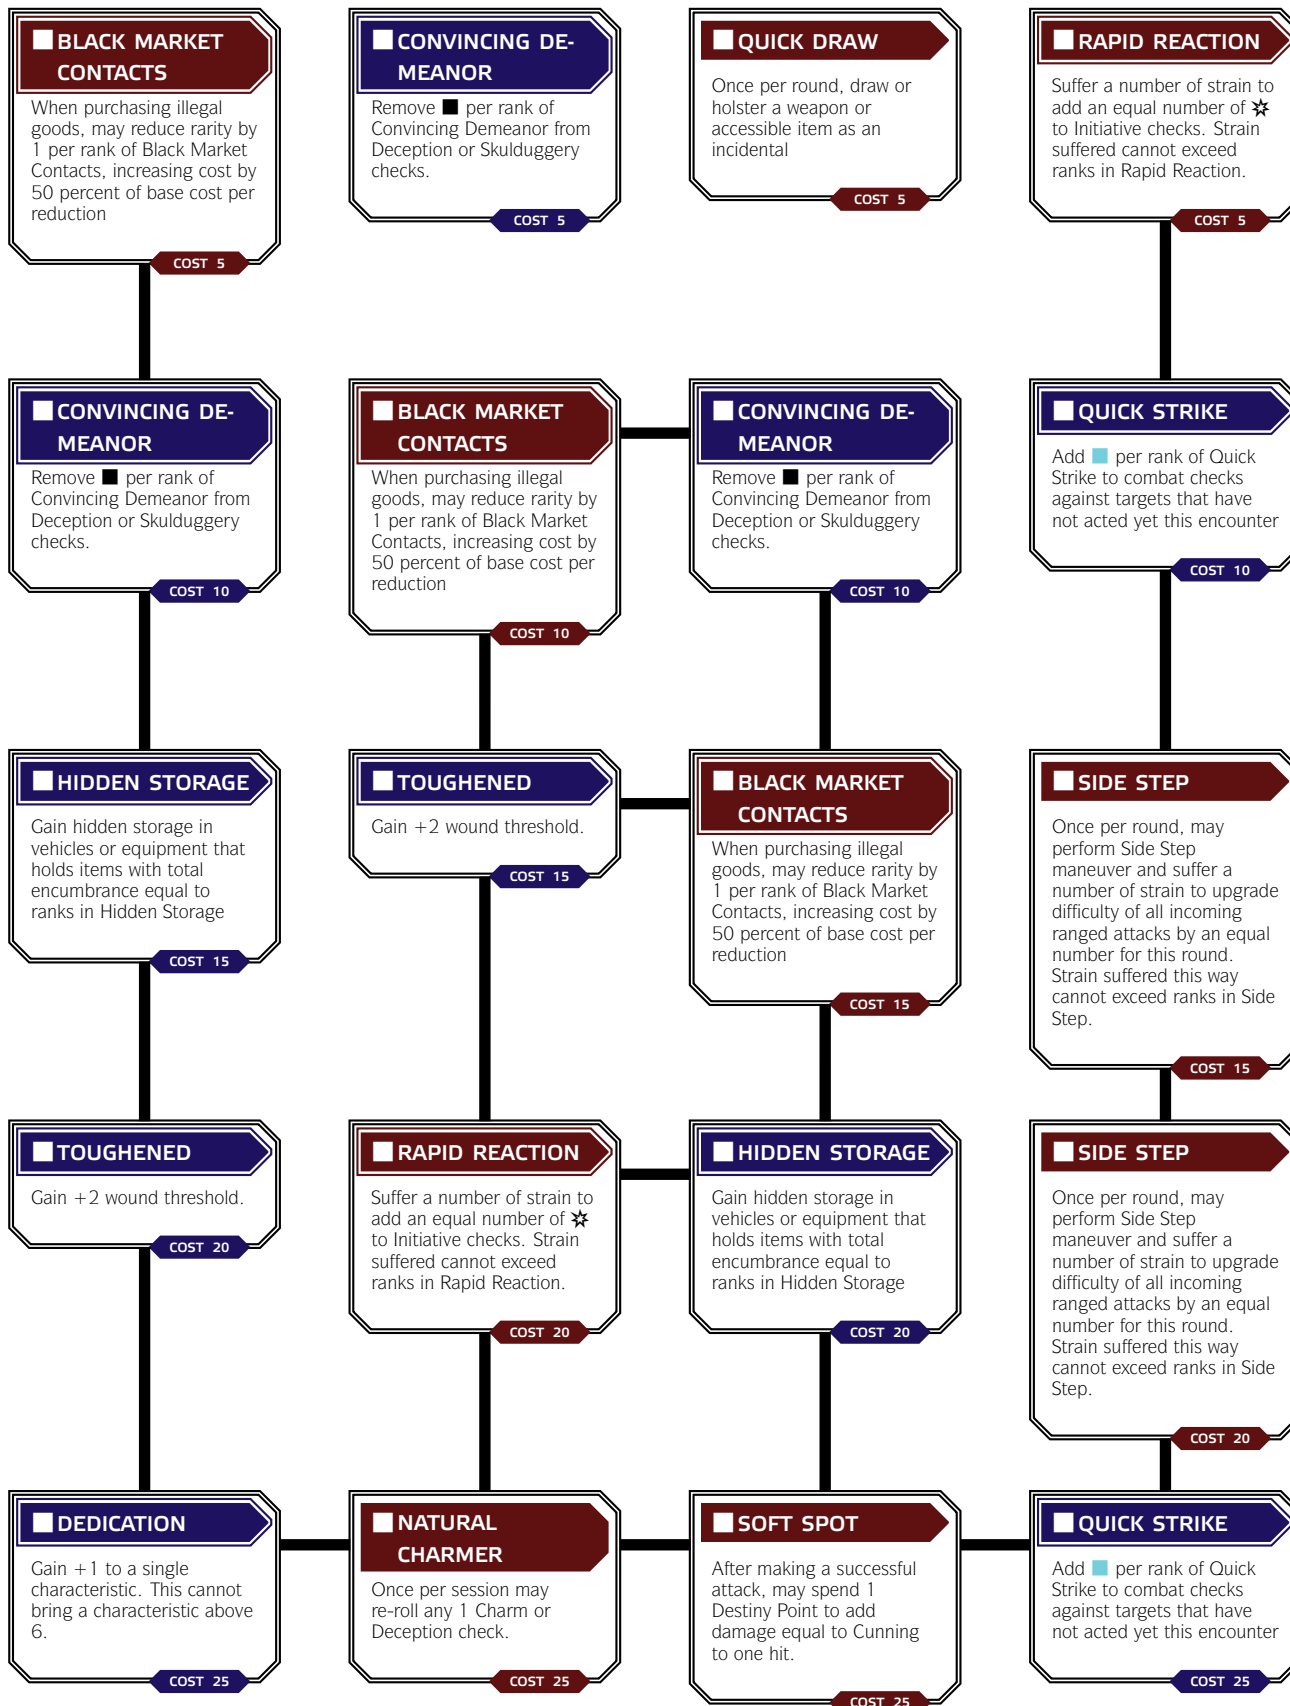 BLACK MARKET
CONTACTS
When purchasing illegal
goods, may reduce rarity by
1 per rank of Black Market
Contacts, increasing cost by
50 percent of base cost per
reduction
COST 5
CONVINCING DE-
MEANOR
Remove ■ per rank of
Convincing Demeanor from
Deception or Skulduggery
checks.
COST 5
QUICK DRAW
Once per round, draw or
holster a weapon or
accessible item as an
incidental
COST 5
RAPID REACTION
Suffer a number of strain to
add an equal number of
to Initiative checks. Strain
suffered cannot exceed
ranks in Rapid Reaction.
COST 5
CONVINCING DE-
MEANOR
Remove ■ per rank of
Convincing Demeanor from
Deception or Skulduggery
checks.
COST 10
BLACK MARKET
CONTACTS
When purchasing illegal
goods, may reduce rarity by
1 per rank of Black Market
Contacts, increasing cost by
50 percent of base cost per
reduction
COST 10
CONVINCING DE-
MEANOR
Remove ■ per rank of
Convincing Demeanor from
Deception or Skulduggery
checks.
COST 10
QUICK STRIKE
Add ■ per rank of Quick
Strike to combat checks
against targets that have
not acted yet this encounter
COST 10
HIDDEN STORAGE
Gain hidden storage in
vehicles or equipment that
holds items with total
encumbrance equal to
ranks in Hidden Storage
COST 15
TOUGHENED
Gain +2 wound threshold.
COST 15
BLACK MARKET
CONTACTS
When purchasing illegal
goods, may reduce rarity by
1 per rank of Black Market
Contacts, increasing cost by
50 percent of base cost per
reduction
COST 15
SIDE STEP
Once per round, may
perform Side Step
maneuver and suffer a
number of strain to upgrade
difficulty of all incoming
ranged attacks by an equal
number for this round.
Strain suffered this way
cannot exceed ranks in Side
Step.
COST 15
TOUGHENED
Gain +2 wound threshold.
COST 20
RAPID REACTION
Suffer a number of strain to
add an equal number of
to Initiative checks. Strain
suffered cannot exceed
ranks in Rapid Reaction.
COST 20
HIDDEN STORAGE
Gain hidden storage in
vehicles or equipment that
holds items with total
encumbrance equal to
ranks in Hidden Storage
COST 20
SIDE STEP
Once per round, may
perform Side Step
maneuver and suffer a
number of strain to upgrade
difficulty of all incoming
ranged attacks by an equal
number for this round.
Strain suffered this way
cannot exceed ranks in Side
Step.
COST 20
DEDICATION
Gain +1 to a single
characteristic. This cannot
bring a characteristic above
6.
COST 25
NATURAL
CHARMER
Once per session may
re-roll any 1 Charm or
Deception check.
COST 25
SOFT SPOT
After making a successful
attack, may spend 1
Destiny Point to add
damage equal to Cunning
to one hit.
COST 25
QUICK STRIKE
Add ■ per rank of Quick
Strike to combat checks
against targets that have
not acted yet this encounter
COST 25